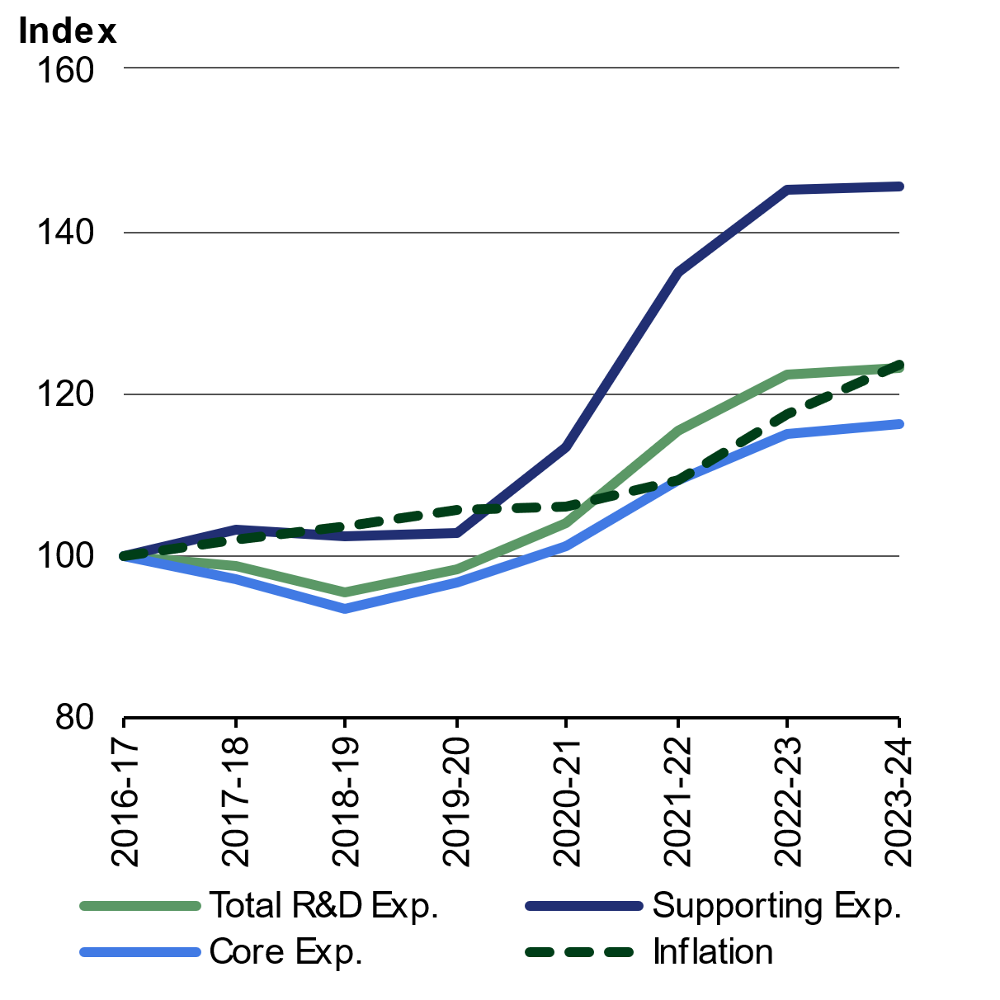 Index
160
140
120
100
80
2016-17
2017-18
2018-19
2019-20
2020-21
2021-22
2022-23
2023-24
Total R&D Exp.
Supporting Exp.
Core Exp.
Inflation